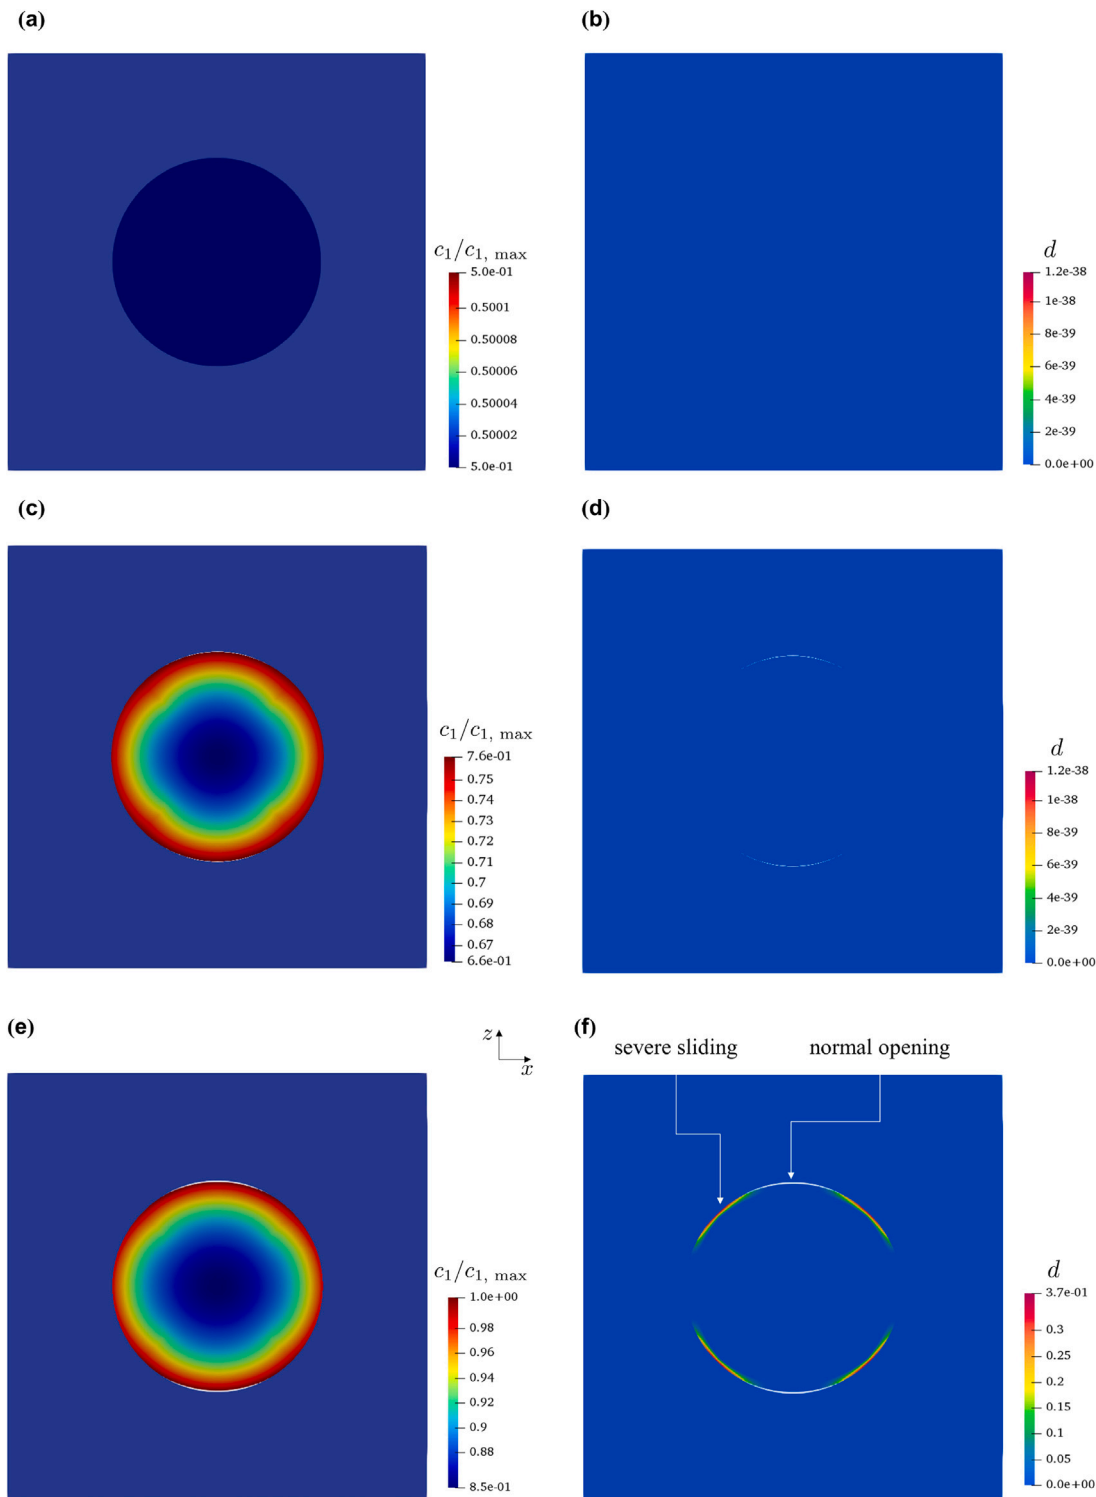 (a)
(b)
c₁/c₁, max
5.0e-01
0.5001
0.50008
0.50006
0.50004
0.50002
5.0e-01
d
1.2e-38
1e-38
8e-39
6e-39
4e-39
2e-39
0.0e+00
(c)
(d)
c₁/c₁, max
7.6e-01
0.75
0.74
0.73
0.72
0.71
0.7
0.69
0.68
0.67
6.6e-01
d
1.2e-38
1e-38
8e-39
6e-39
4e-39
2e-39
0.0e+00
(e)
z
x
(f)
severe sliding
normal opening
c₁/c₁, max
1.0e+00
0.98
0.96
0.94
0.92
0.9
0.88
8.5e-01
d
3.7e-01
0.3
0.25
0.2
0.15
0.1
0.05
0.0e+00